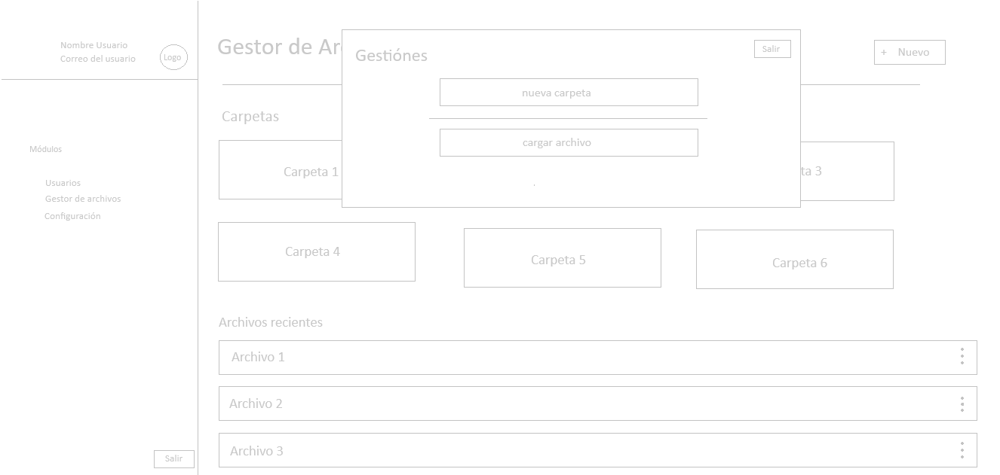 Nombre Usuario
Correo del usuario
Logo
Módulos
Usuarios
Gestor de archivos
Configuración
Salir
Gestor de Ar
+ Nuevo
Gestiónes
Salir
nueva carpeta
cargar archivo
Carpetas
Carpeta 1
ta 3
Carpeta 4
Carpeta 5
Carpeta 6
Archivos recientes
Archivo 1
Archivo 2
Archivo 3